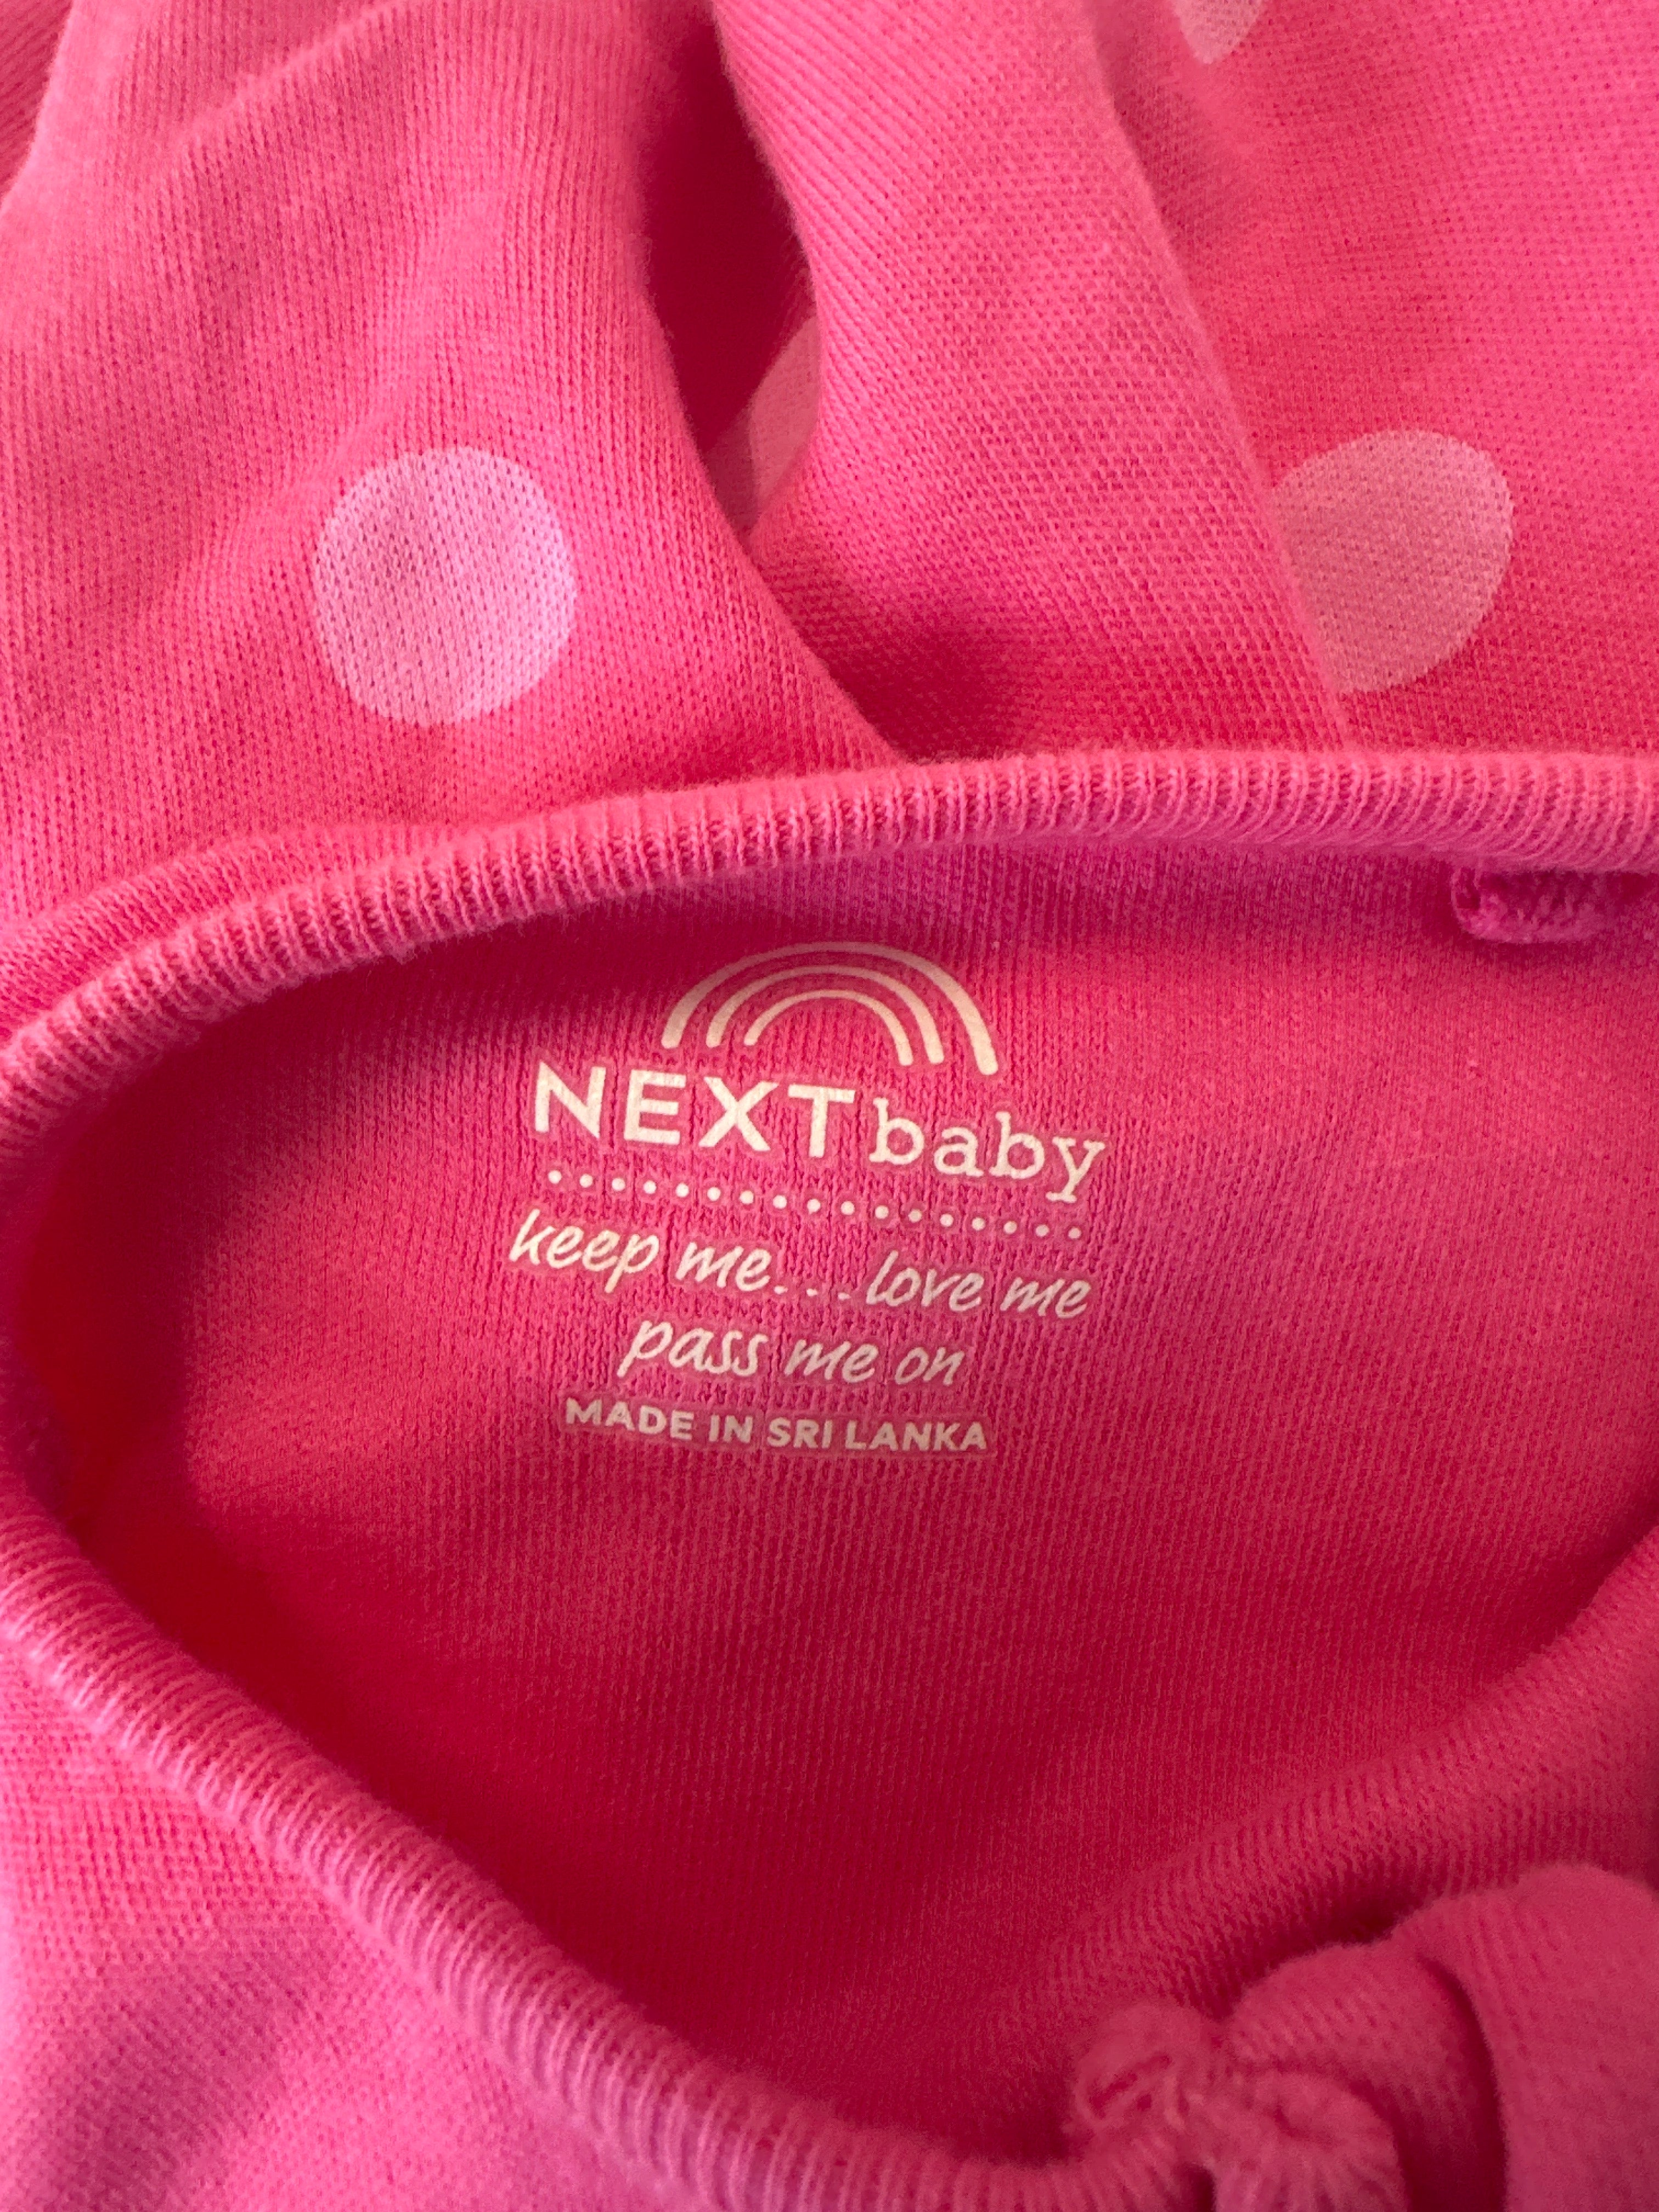 NEXTbaby
keep me...love me
pass me on
MADE IN SRI LANKA